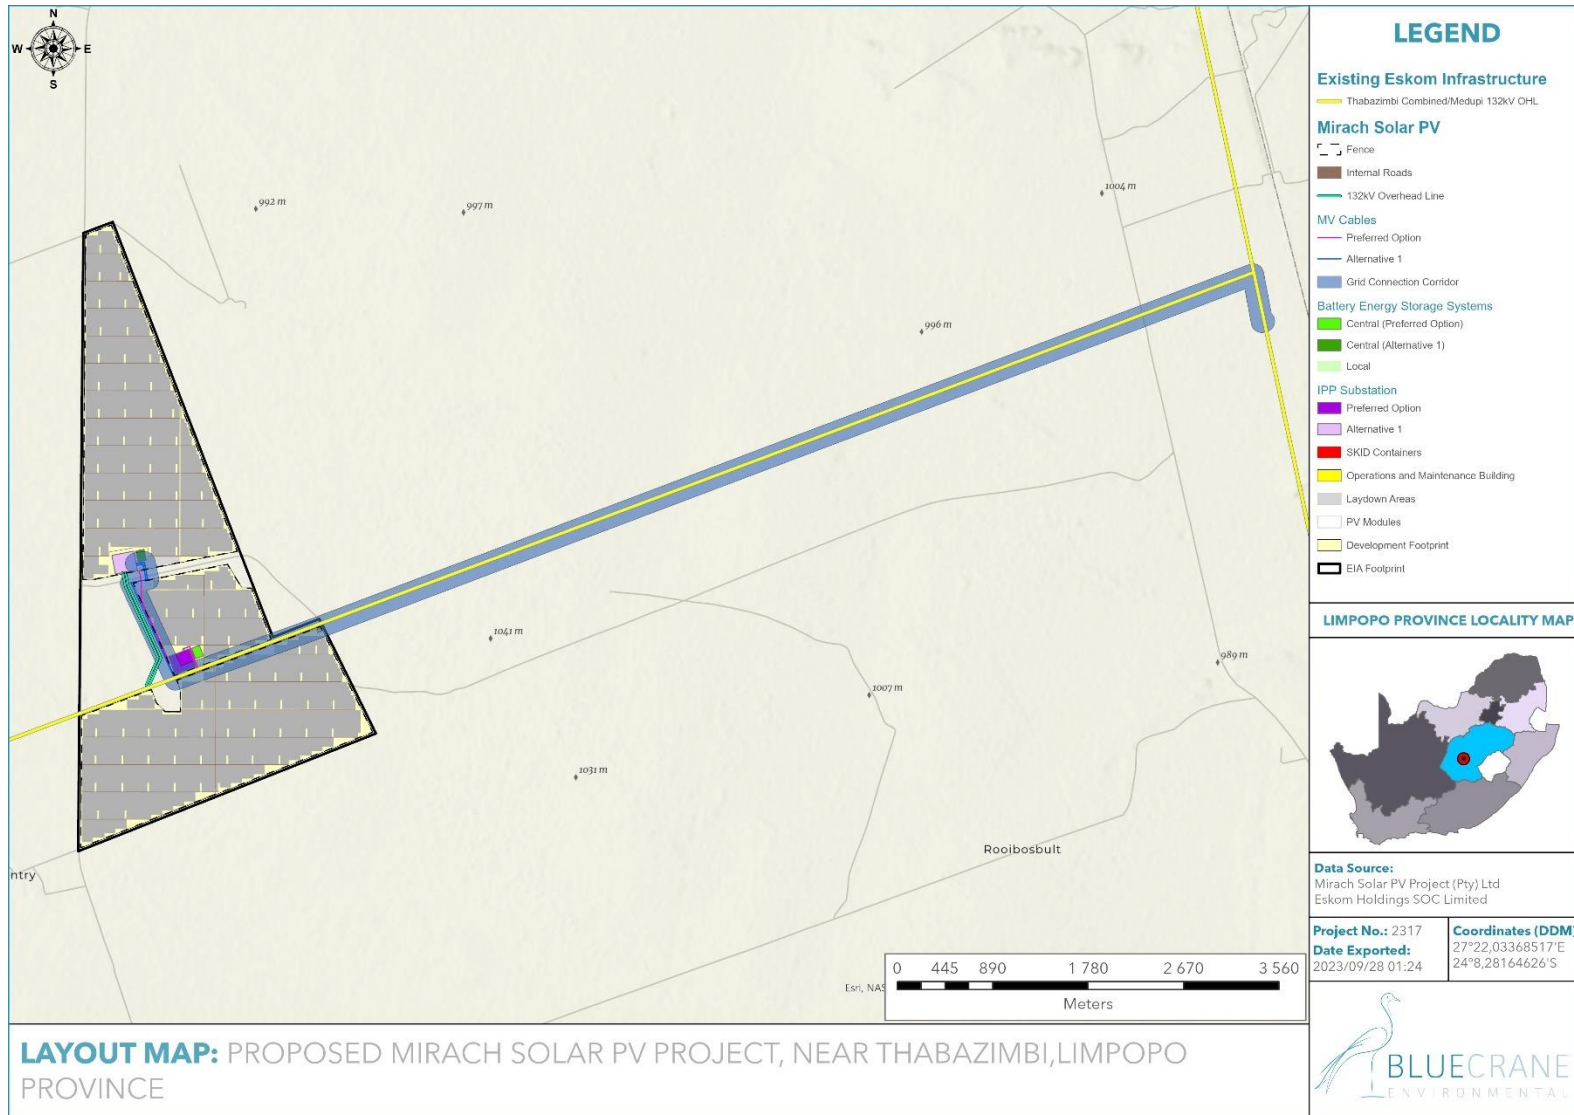 N
W
E
S
992 m
997 m
1004 m
996 m
1041 m
989 m
1007 m
1031 m
Rooibosbult
ntry
Esri, NAS
0 445 890 1 780 2 670 3 560
Meters
LEGEND
Existing Eskom Infrastructure
Thabazimbi Combined/Medupi 132kV OHL
Mirach Solar PV
Fence
Internal Roads
132kV Overhead Line
MV Cables
Preferred Option
Alternative 1
Grid Connection Corridor
Battery Energy Storage Systems
Central (Preferred Option)
Central (Alternative 1)
Local
IPP Substation
Preferred Option
Alternative 1
SKID Containers
Operations and Maintenance Building
Laydown Areas
PV Modules
Development Footprint
EIA Footprint
LIMPOPO PROVINCE LOCALITY MAP
Data Source:
Mirach Solar PV Project (Pty) Ltd
Eskom Holdings SOC Limited
Project No.: 2317
Date Exported:
2023/09/28 01:24
Coordinates (DDM)
27°22,03368517'E
24°8,28164626'S
BLUECRANE
ENVIRONMENTAL
LAYOUT MAP: PROPOSED MIRACH SOLAR PV PROJECT, NEAR THABAZIMBI,LIMPOPO
PROVINCE